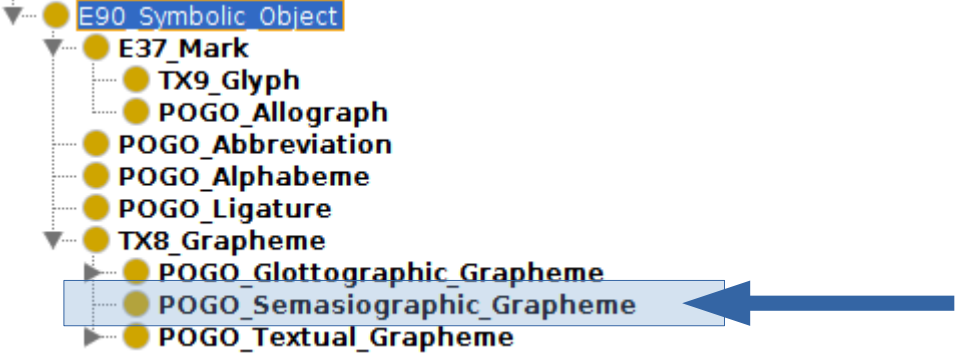 E90_Symbolic_Object
E37_Mark
TX9_Glyph
POGO_Allograph
POGO_Abbreviation
POGO_Alphabeme
POGO_Ligature
TX8_Grapheme
POGO_Glottographic_Grapheme
POGO_Semasiographic_Grapheme
POGO_Textual_Grapheme